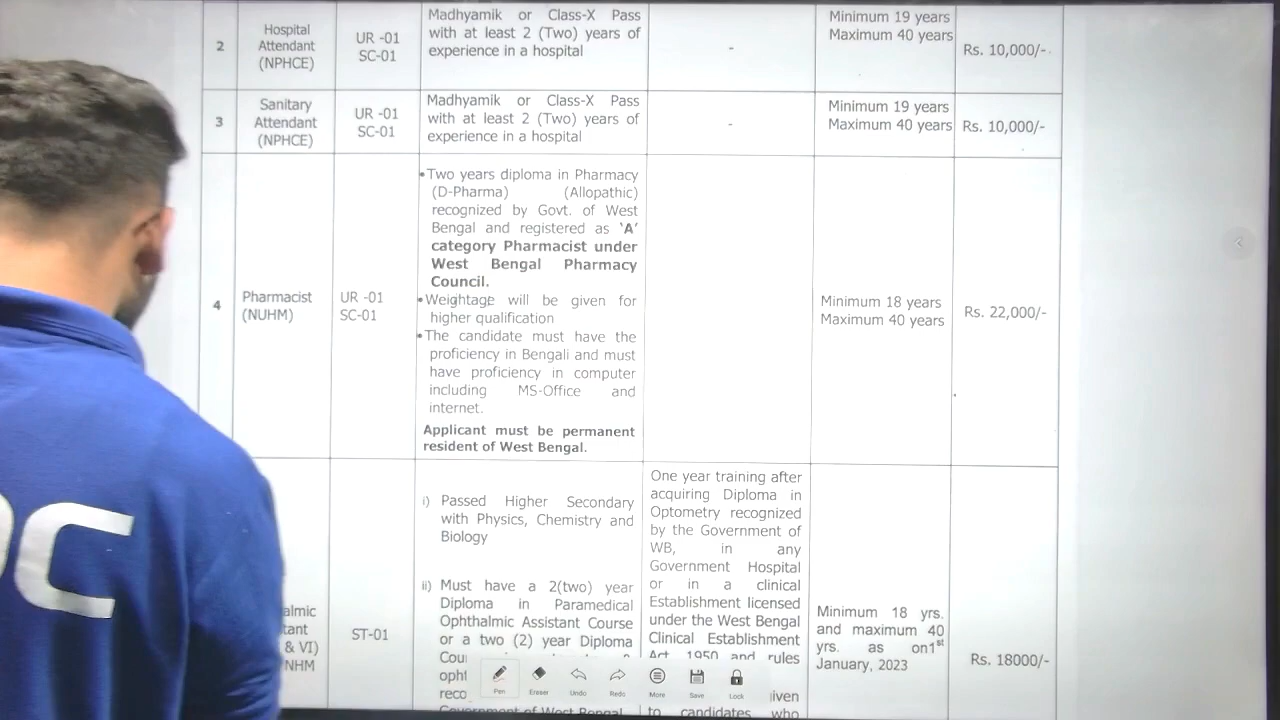 2
Hospital
Attendant
(NPHCE)
UR -01
SC-01
Madhyamik or Class-X Pass
with at least 2 (Two) years of
experience in a hospital
-
Minimum 19 years
Maximum 40 years
Rs. 10,000/-
3
Sanitary
Attendant
(NPHCE)
UR -01
SC-01
Madhyamik or Class-X Pass
with at least 2 (Two) years of
experience in a hospital
-
Minimum 19 years
Maximum 40 years
Rs. 10,000/-
4
Pharmacist
(NUHM)
UR -01
SC-01
•Two years diploma in Pharmacy
(D-Pharma) (Allopathic)
recognized by Govt. of West
Bengal and registered as 'A'
category Pharmacist under
West Bengal Pharmacy
Council.
•Weightage will be given for
higher qualification
•The candidate must have the
proficiency in Bengali and must
have proficiency in computer
including MS-Office and
internet.
Applicant must be permanent
resident of West Bengal.
Minimum 18 years
Maximum 40 years
Rs. 22,000/-
almic
tant
& VI)
NHM
ST-01
i) Passed Higher Secondary
with Physics, Chemistry and
Biology
ii) Must have a 2(two) year
Diploma in Paramedical
Ophthalmic Assistant Course
or a two (2) year Diploma
Cou
opht
reco
Government of West Bengal
One year training after
acquiring Diploma in
Optometry recognized
by the Government of
WB, in any
Government Hospital
or in a clinical
Establishment licensed
under the West Bengal
Clinical Establishment
Act, 1950 and rules
iven
to candidates who
Minimum 18 yrs.
and maximum 40
yrs. as on1st
January, 2023
Rs. 18000/-
Pen
Eraser
Undo
Redo
More
Save
Lock
C